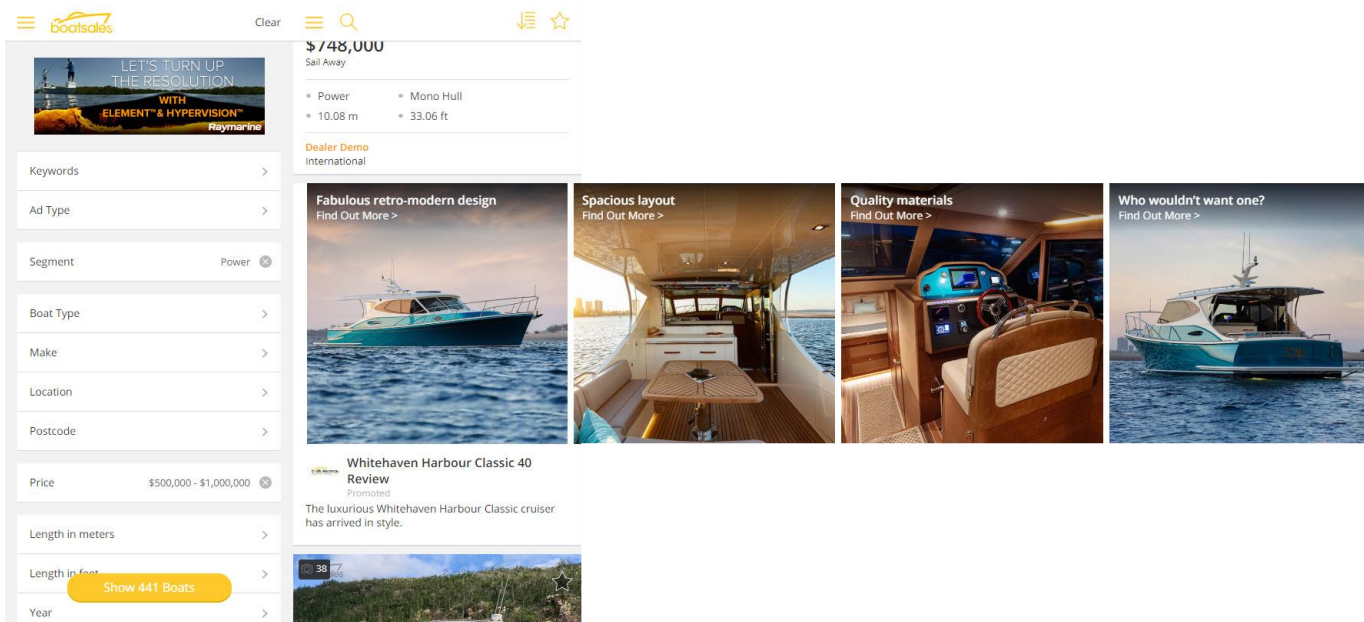 boatsales
Clear
LET'S TURN UP
THE RESOLUTION
WITH
ELEMENT™ & HYPERVISION™
Raymarine
Keywords
Ad Type
Segment Power
Boat Type
Make
Location
Postcode
Price $500,000 - $1,000,000
Length in meters
Length in feet
Show 441 Boats
Year
$748,000
Sail Away
Power
Mono Hull
10.08 m
33.06 ft
Dealer Demo
International
Fabulous retro-modern design
Find Out More >
Spacious layout
Find Out More >
Quality materials
Find Out More >
Who wouldn't want one?
Find Out More >
Whitehaven Harbour Classic 40
Review
Promoted
The luxurious Whitehaven Harbour Classic cruiser
has arrived in style.
38